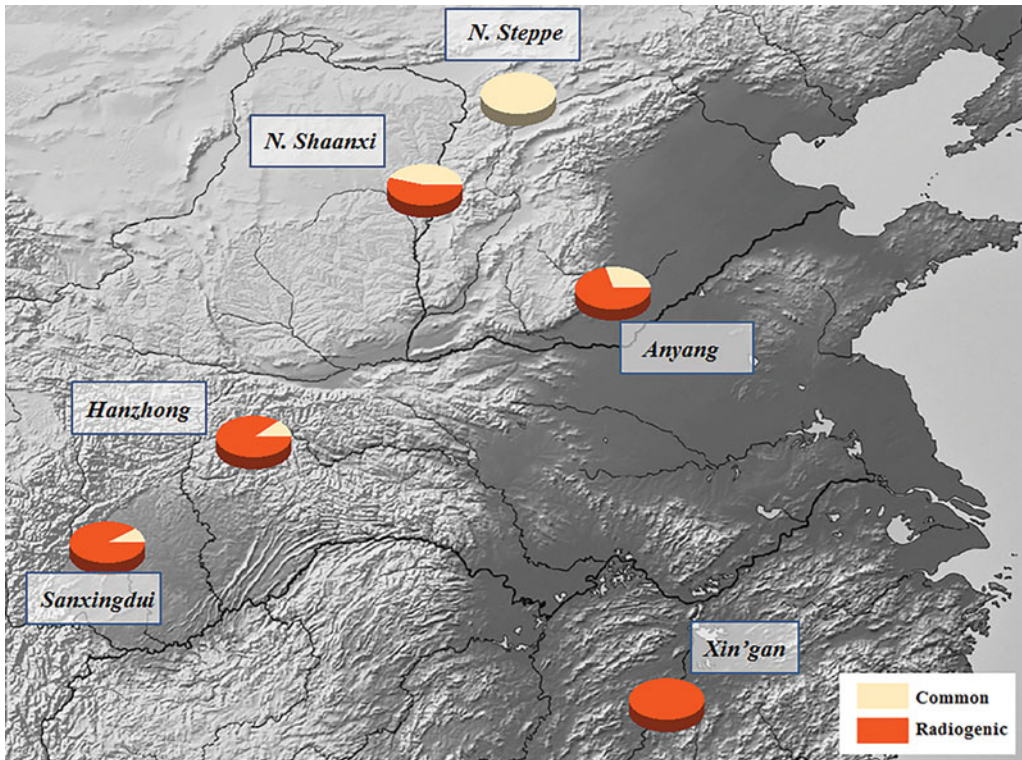 N. Steppe
N. Shaanxi
Anyang
Hanzhong
Sanxingdui
Xin’gan
Common
Radiogenic